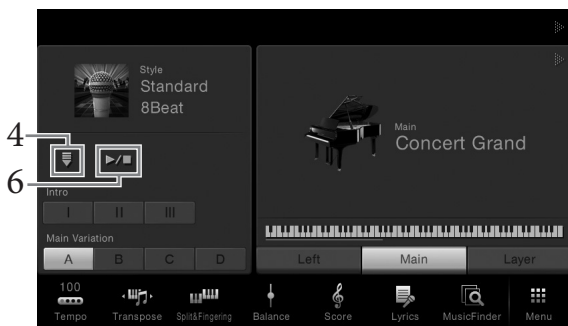 Style
Standard
8Beat
4
6
Intro
I II III
Main Variation
A B C D
Main
Concert Grand
Left Main Layer
100
Tempo Transpose Split&Fingering Balance Score Lyrics MusicFinder Menu